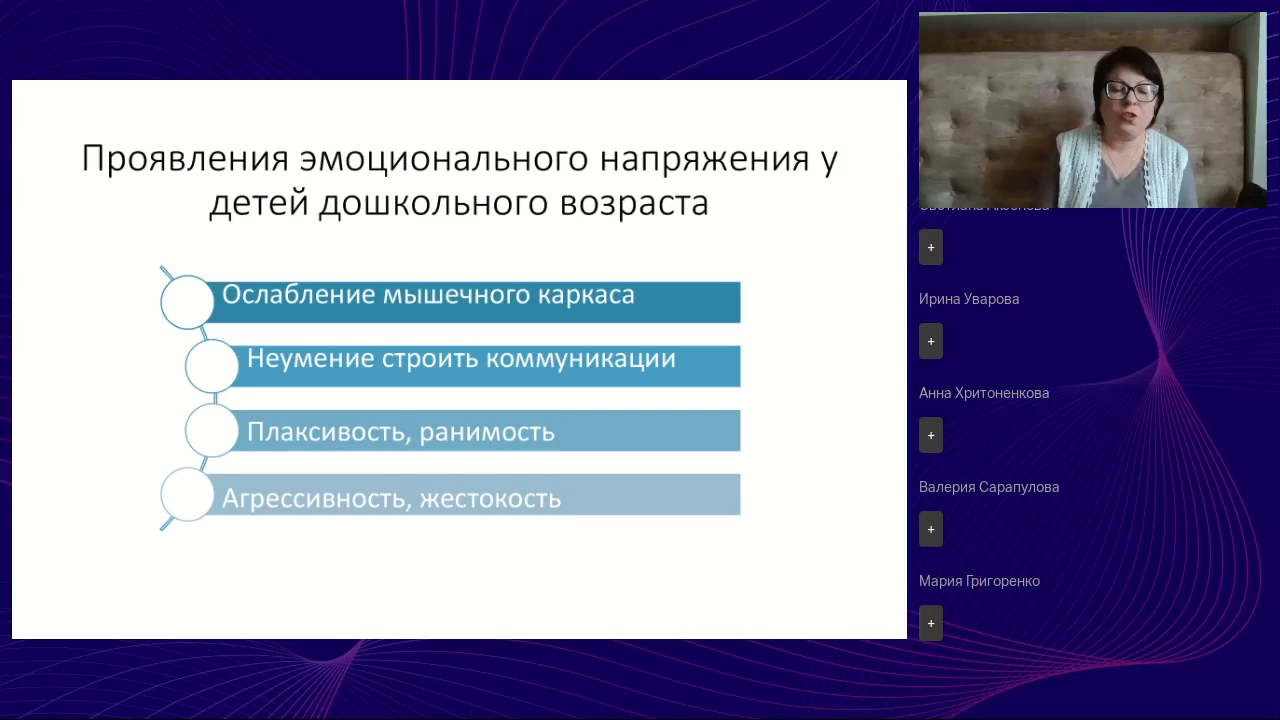 Проявления эмоционального напряжения у
детей дошкольного возраста
Ослабление мышечного каркаса
Неумение строить коммуникации
Плаксивость, ранимость
Агрессивность, жестокость
+
Ирина Уварова
+
Анна Хритоненкова
+
Валерия Сарапулова
+
Мария Григоренко
+